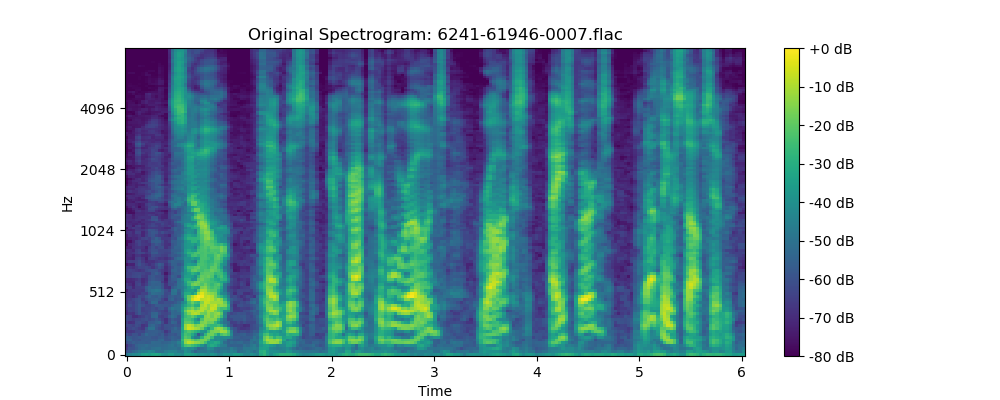 Original Spectrogram: 6241-61946-0007.flac
Hz
4096
2048
1024
512
0
0 1 2 3 4 5 6
Time
+0 dB
-10 dB
-20 dB
-30 dB
-40 dB
-50 dB
-60 dB
-70 dB
-80 dB